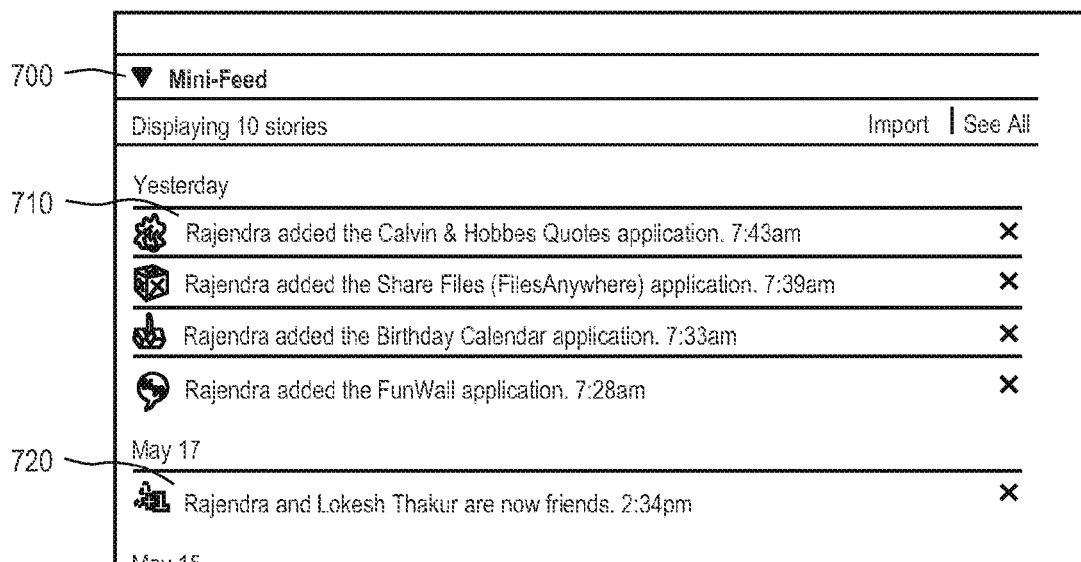 700 Mini-Feed
Displaying 10 stories Import | See All
Yesterday
710
Rajendra added the Calvin & Hobbes Quotes application. 7:43am
Rajendra added the Share Files (FilesAnywhere) application. 7:39am
Rajendra added the Birthday Calendar application. 7:33am
Rajendra added the FunWall application. 7:28am
May 17
720
Rajendra and Lokesh Thakur are now friends. 2:34pm
May 15